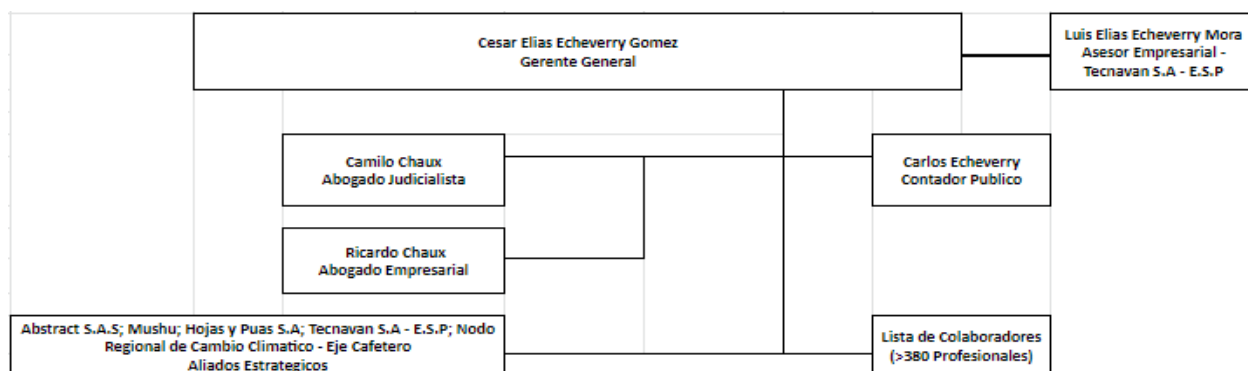 Cesar Elias Echeverry Gomez
Gerente General
Luis Elias Echeverry Mora
Asesor Empresarial -
Tecnavan S.A - E.S.P
Camilo Chaux
Abogado Judicialista
Carlos Echeverry
Contador Publico
Ricardo Chaux
Abogado Empresarial
Abstract S.A.S; Mushu; Hojas y Puas S.A; Tecnavan S.A - E.S.P; Nodo
Regional de Cambio Climatico - Eje Cafetero
Aliados Estrategicos
Lista de Colaboradores
(>380 Profesionales)